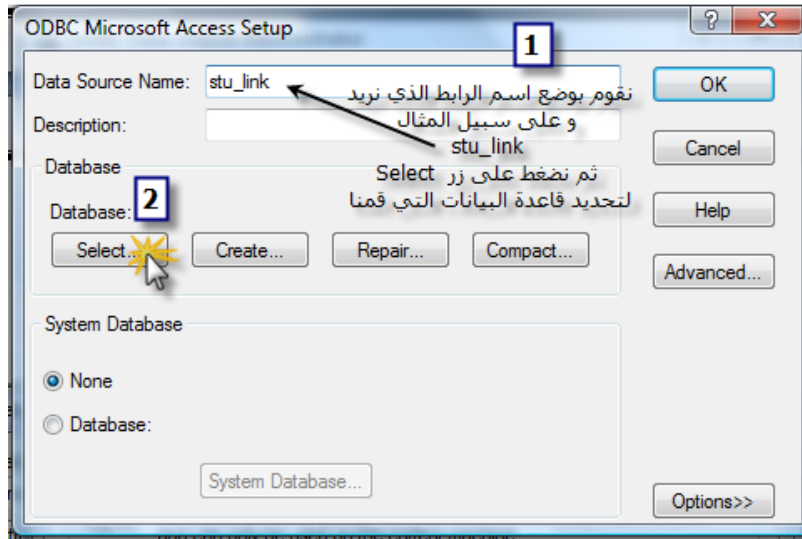 ODBC Microsoft Access Setup
1
Data Source Name: stu_link
OK
نقوم بوضع اسم الرابط الذي نريد
و على سبيل المثال
stu_link
ثم نضغط على زر Select
لتحديد قاعدة البيانات التي قمنا
Description:
Cancel
Database
Database:
2
Help
Select...
Create...
Repair...
Compact...
Advanced...
System Database
None
Database:
System Database...
Options>>